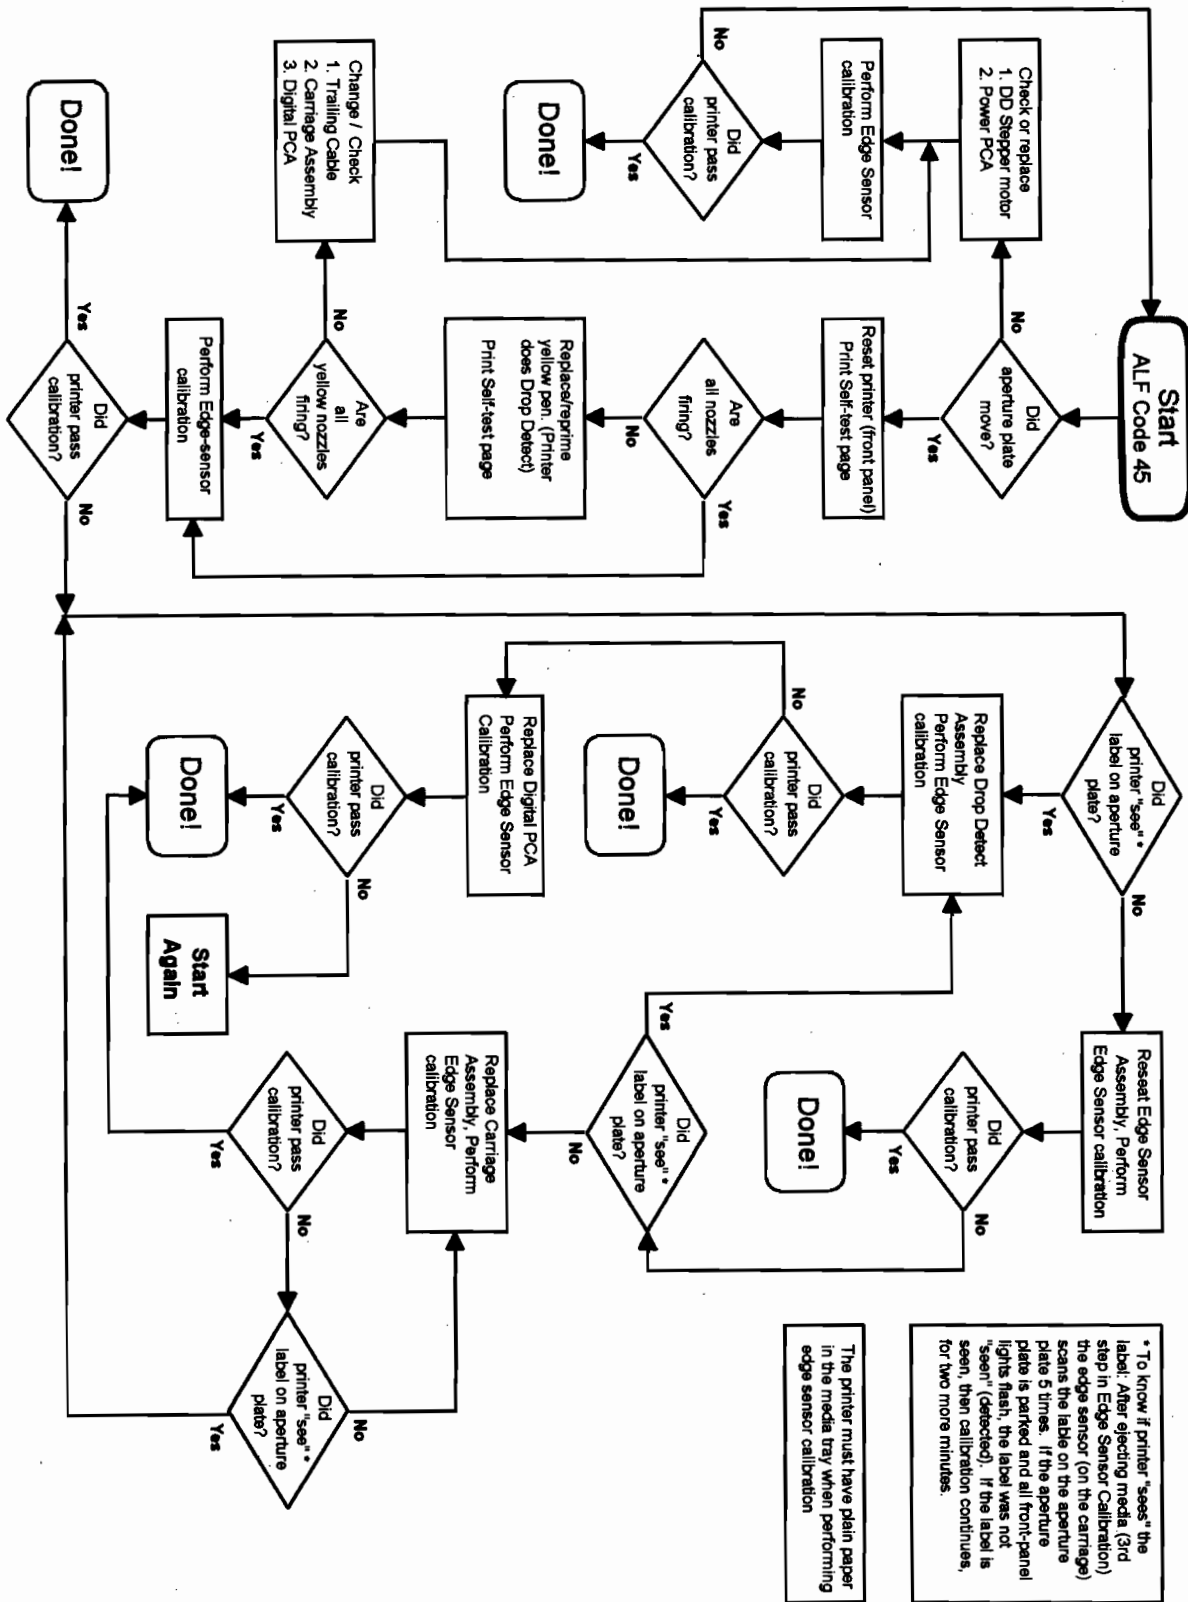 Start
ALF Code 45
Did
aperture plate
move?
No
Yes
Check or replace
1. DD Stepper motor
2. Power PCA
Perform Edge Sensor
calibration
Did
printer pass
calibration?
No
Yes
Done!
Reset printer (front panel)
Print Self-test page
Are
all nozzles
firing?
Yes
No
Replace/reprime
yellow pen. (Printer
does Drop Detect)
Print Self-test page
Are
all
yellow nozzles
firing?
No
Yes
Change / Check
1. Trailing Cable
2. Carriage Assembly
3. Digital PCA
Perform Edge-sensor
calibration
Did
printer pass
calibration?
Yes
No
Done!
Did
printer "see" *
label on aperture
plate?
No
Yes
Replace Drop Detect
Assembly
Perform Edge Sensor
calibration
Did
printer pass
calibration?
No
Yes
Done!
Replace Digital PCA
Perform Edge Sensor
Calibration
Did
printer pass
calibration?
No
Yes
Done!
Start
Again
Reseat Edge Sensor
Assembly, Perform
Edge Sensor calibration
Did
printer pass
calibration?
No
Yes
Done!
Did
printer "see" *
label on aperture
plate?
Yes
No
Replace Carriage
Assembly, Perform
Edge Sensor
calibration
Did
printer pass
calibration?
Yes
No
Did
printer "see" *
label on aperture
plate?
No
Yes
* To know if printer "sees" the
label: After ejecting media (3rd
step in Edge Sensor Calibration)
the edge sensor (on the carriage)
scans the lable on the aperture
plate 5 times. If the aperture
plate is parked and all front-panel
lights flash, the label was not
"seen" (detected). If the label is
seen, then calibration continues,
for two more minutes.
The printer must have plain paper
in the media tray when performing
edge sensor calibration